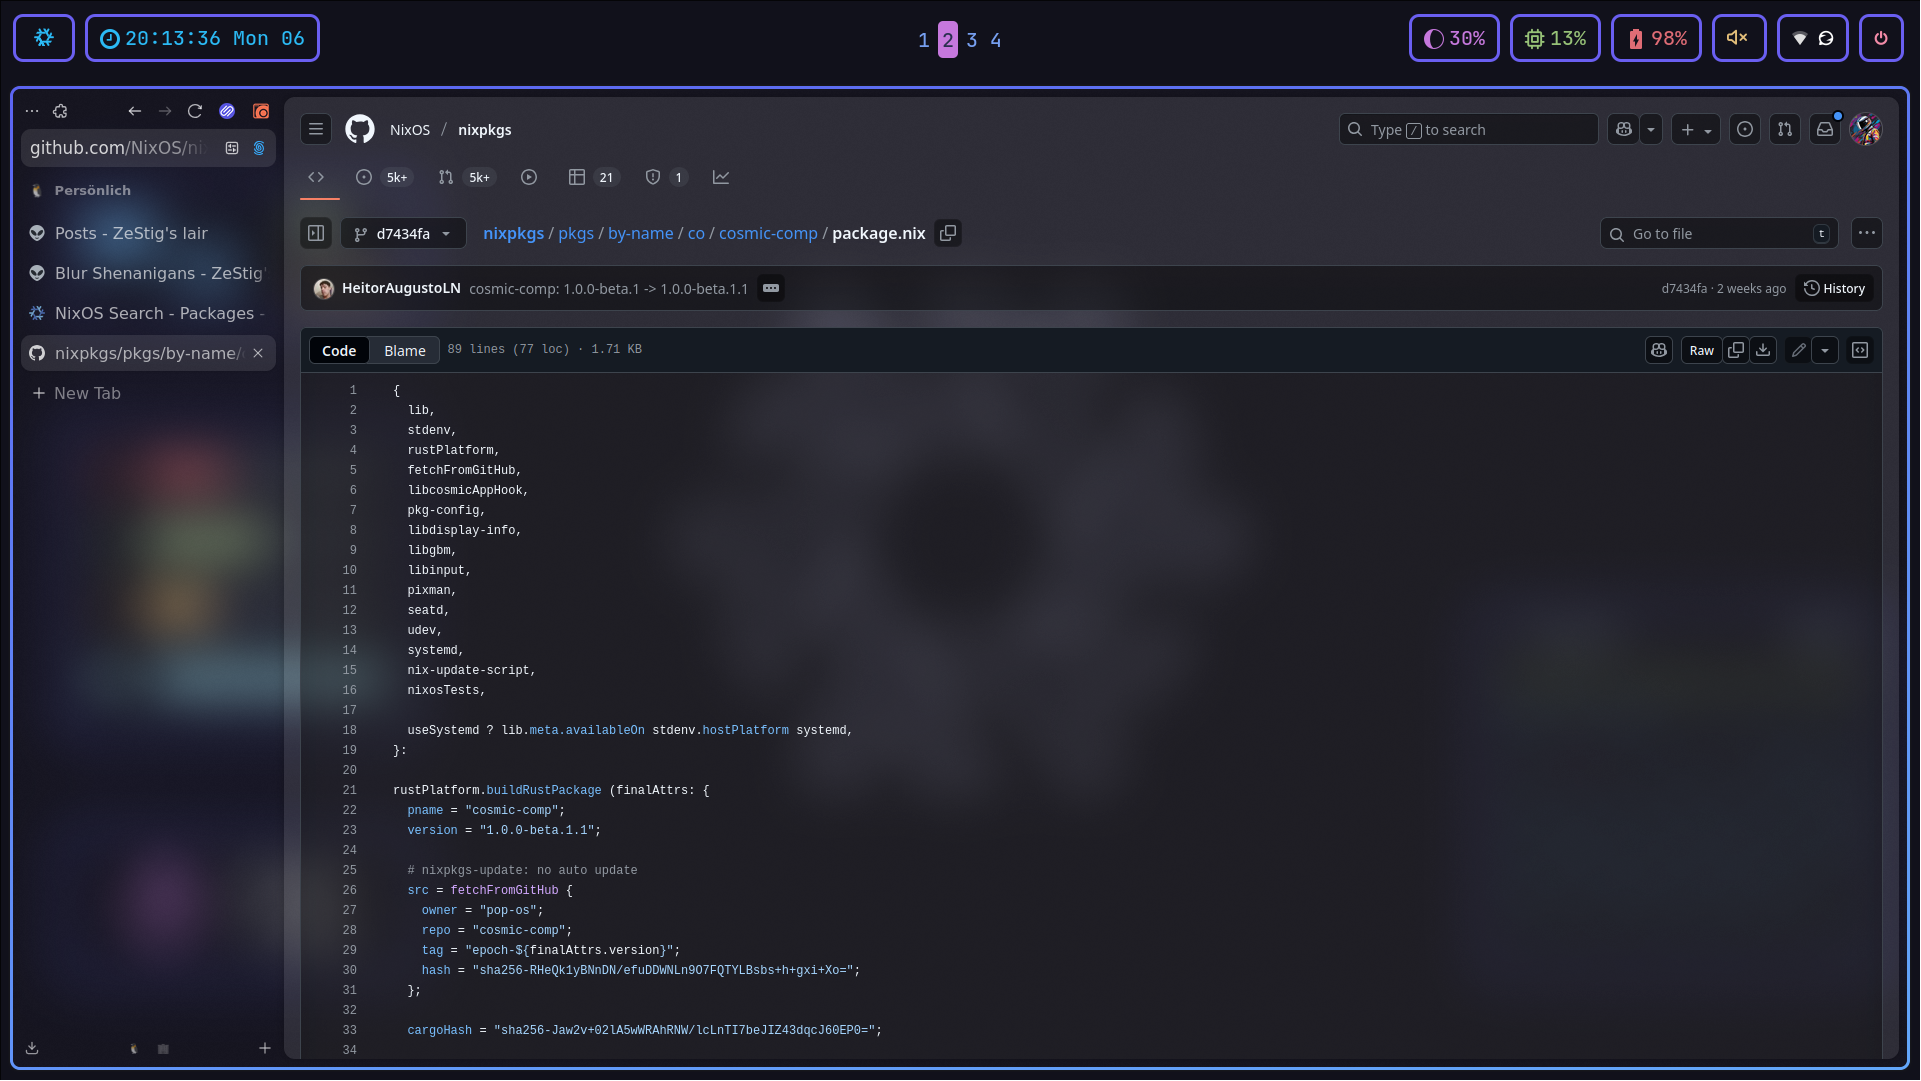 20:13:36 Mon 06
1 2 3 4
30%
13%
98%
github.com/NixOS/ni
Persönlich
Posts - ZeStig's lair
Blur Shenanigans - ZeStig'
NixOS Search - Packages -
nixpkgs/pkgs/by-name/
New Tab
NixOS / nixpkgs
Type / to search
5k+
5k+
21
1
d7434fa
nixpkgs / pkgs / by-name / co / cosmic-comp / package.nix
Go to file
t
HeitorAugustoLN cosmic-comp: 1.0.0-beta.1 -> 1.0.0-beta.1.1
d7434fa · 2 weeks ago
History
Code Blame 89 lines (77 loc) · 1.71 KB
Raw
1 {
2 lib,
3 stdenv,
4 rustPlatform,
5 fetchFromGitHub,
6 libcosmicAppHook,
7 pkg-config,
8 libdisplay-info,
9 libgbm,
10 libinput,
11 pixman,
12 seatd,
13 udev,
14 systemd,
15 nix-update-script,
16 nixosTests,
17
18 useSystemd ? lib.meta.availableOn stdenv.hostPlatform systemd,
19 }:
20
21 rustPlatform.buildRustPackage (finalAttrs: {
22 pname = "cosmic-comp";
23 version = "1.0.0-beta.1.1";
24
25 # nixpkgs-update: no auto update
26 src = fetchFromGitHub {
27 owner = "pop-os";
28 repo = "cosmic-comp";
29 tag = "epoch-${finalAttrs.version}";
30 hash = "sha256-RHeQk1yBNnDN/efuDDWNLn9O7FQTYLBsbs+h+gxi+Xo=";
31 };
32
33 cargoHash = "sha256-Jaw2v+02lA5wWRAhRNW/lcLnTI7beJIZ43dqcJ60EP0=";
34